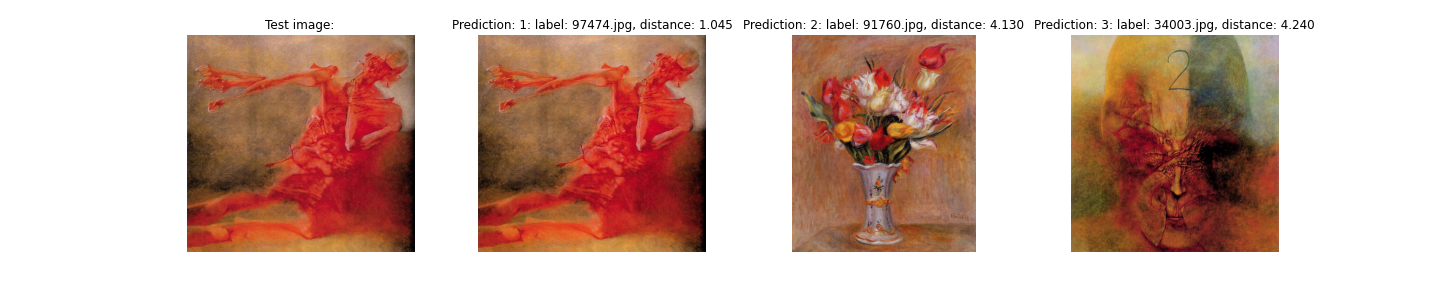 Test image:
Prediction: 1: label: 97474.jpg, distance: 1.045
Prediction: 2: label: 91760.jpg, distance: 4.130
Prediction: 3: label: 34003.jpg, distance: 4.240
2